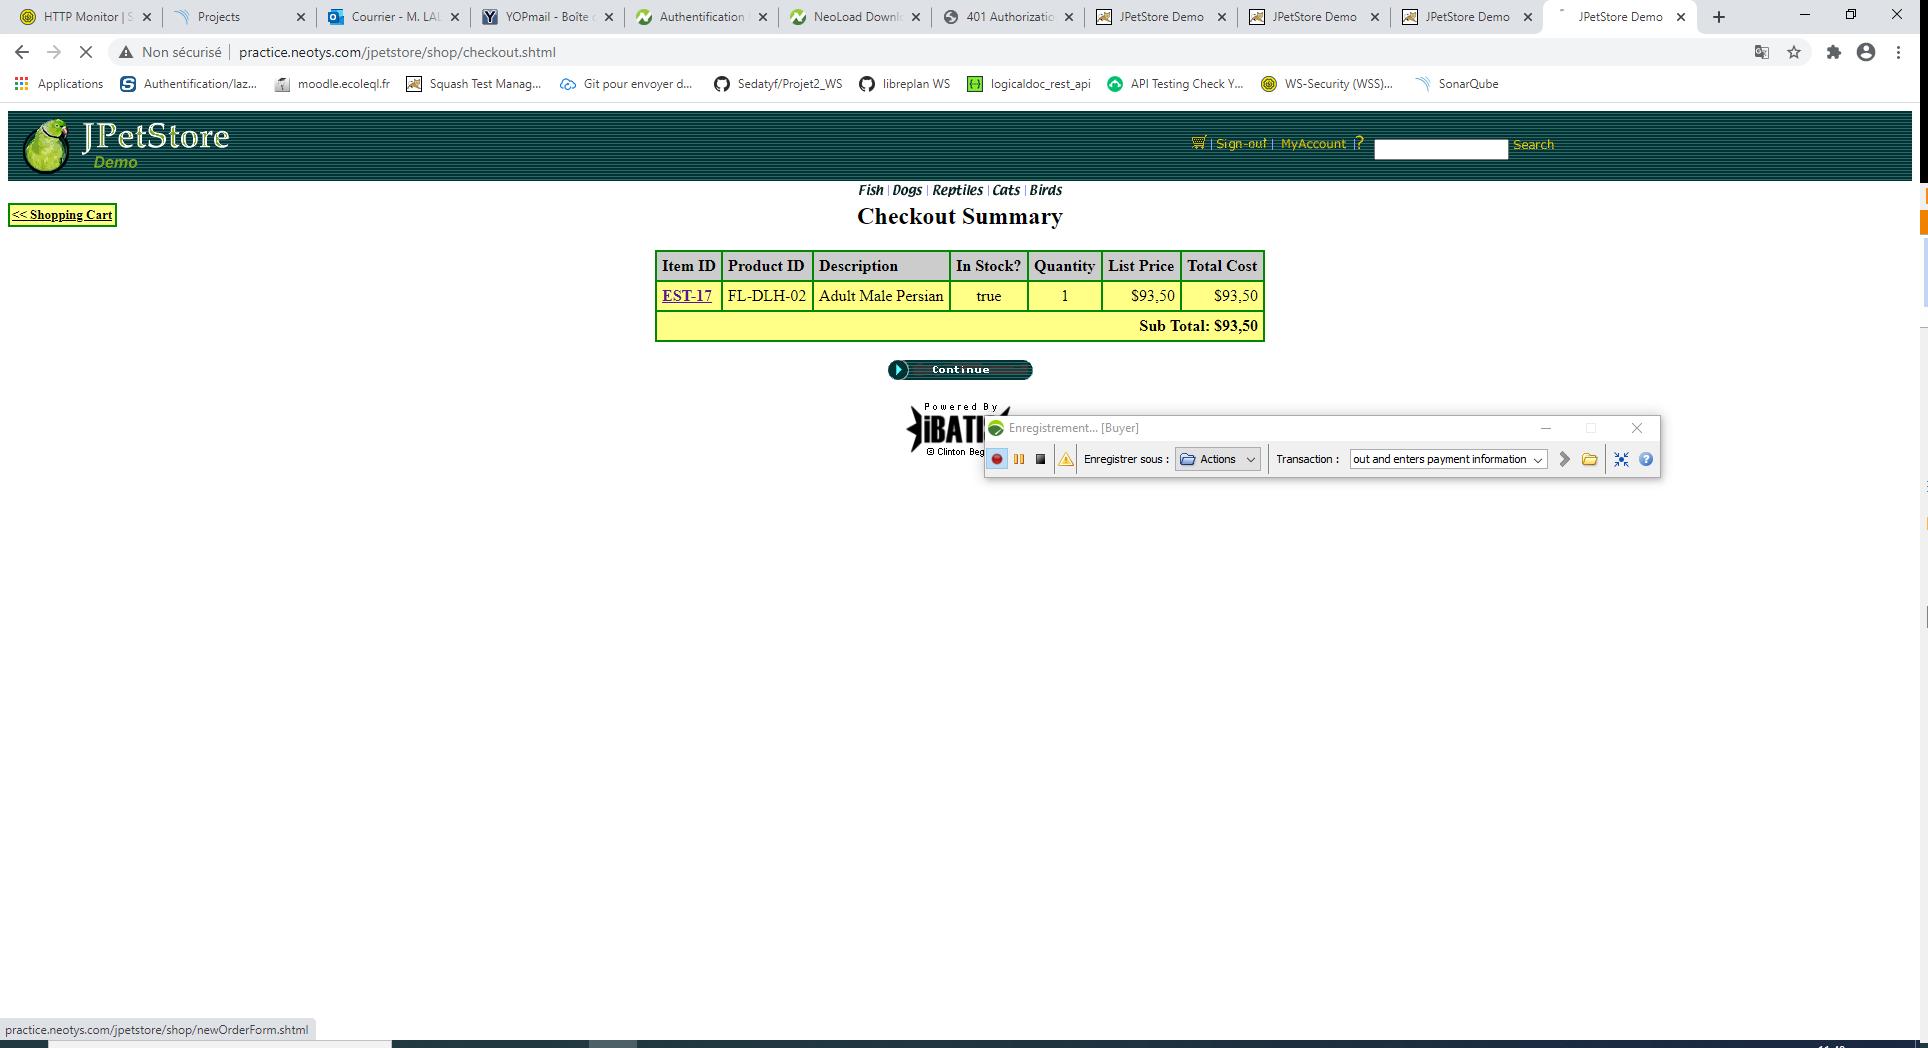 HTTP Monitor | S
Projects
Courrier - M. LAL
YOPmail - Boîte
Authentification
NeoLoad Downl
401 Authorizatio
JPetStore Demo
JPetStore Demo
JPetStore Demo
JPetStore Demo
Non sécurisé practice.neotys.com/jpetstore/shop/checkout.shtml
Applications Authentification/laz... moodle.ecoleql.fr Squash Test Manag... Git pour envoyer d... Sedatyf/Projet2_WS libreplan WS logicaldoc_rest_api API Testing Check Y... WS-Security (WSS)... SonarQube
JPetStore
Demo
| Sign-out | MyAccount | ? Search
Fish | Dogs | Reptiles | Cats | Birds
<< Shopping Cart
Checkout Summary
Item ID Product ID Description In Stock? Quantity List Price Total Cost
EST-17 FL-DLH-02 Adult Male Persian true 1 $93,50 $93,50
Sub Total: $93,50
Continue
Powered By
iBATI
© Clinton Beg
Enregistrement... [Buyer]
Enregistrer sous : Actions Transaction : out and enters payment information
practice.neotys.com/jpetstore/shop/newOrderForm.shtml